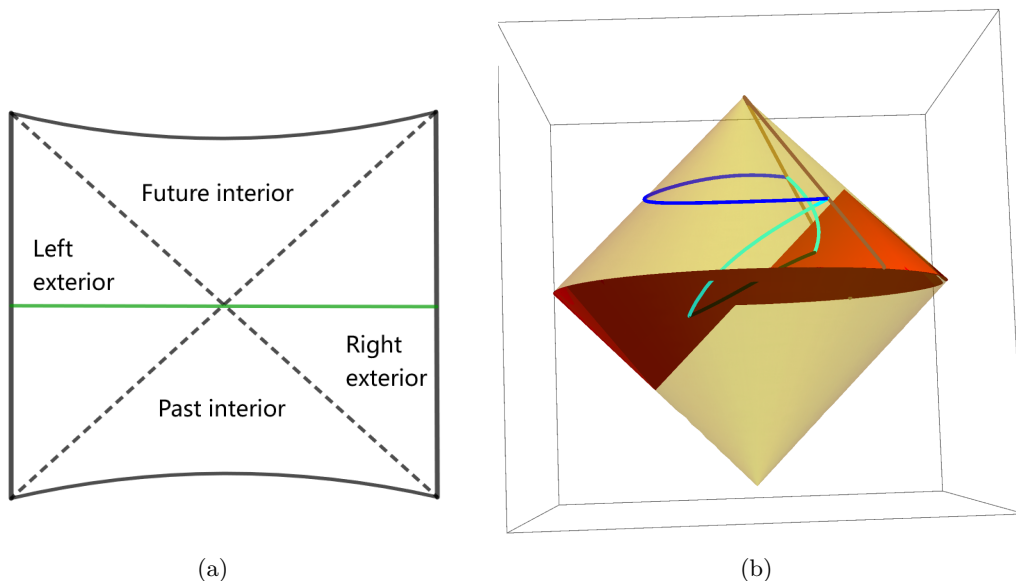 Future interior
Left
exterior
Right
exterior
Past interior
(a)
(b)